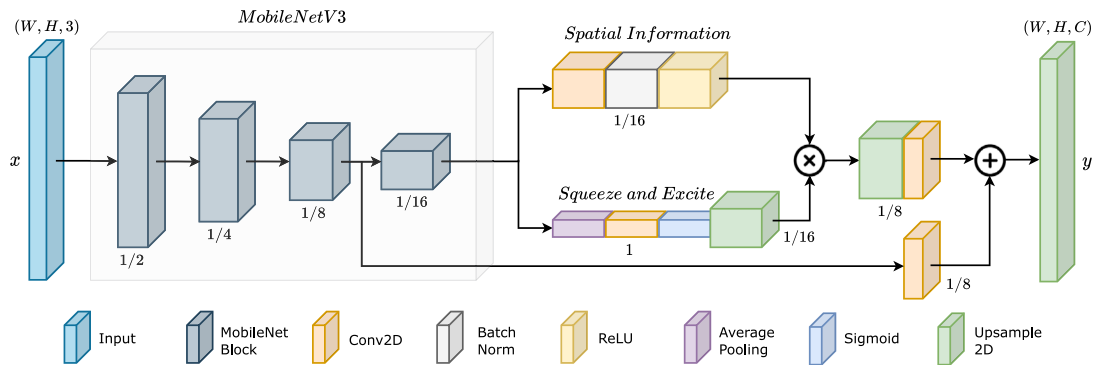 MobileNetV3
(W, H, 3)
Spatial Information
(W, H, C)
x
1/2
1/4
1/8
1/16
1/16
Squeeze and Excite
1
1/16
×
1/8
+
1/8
y
Input
MobileNet
Block
Conv2D
Batch
Norm
ReLU
Average
Pooling
Sigmoid
Upsample
2D